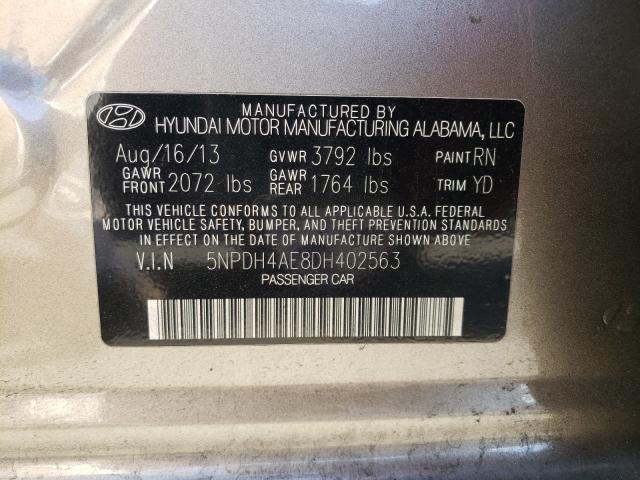 MANUFACTURED BY
HYUNDAI MOTOR MANUFACTURING ALABAMA, LLC
Aug/16/13 GVWR 3792 lbs PAINT RN
GAWR FRONT 2072 lbs GAWR REAR 1764 lbs TRIM YD
THIS VEHICLE CONFORMS TO ALL APPLICABLE U.S.A. FEDERAL
MOTOR VEHICLE SAFETY, BUMPER, AND THEFT PREVENTION STANDARDS
IN EFFECT ON THE DATE OF MANUFACTURE SHOWN ABOVE
V.I.N 5NPDH4AE8DH402563
PASSENGER CAR